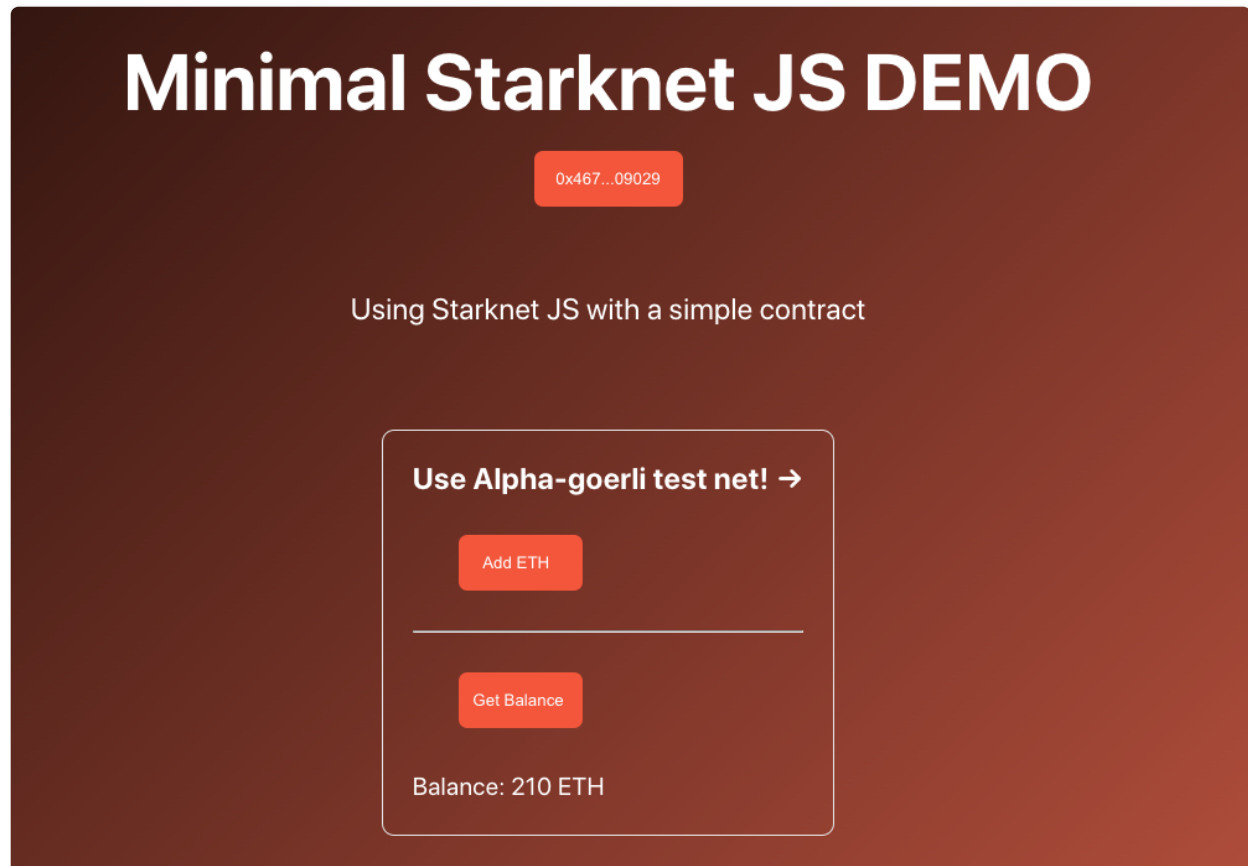 Minimal Starknet JS DEMO
0x467...09029
Using Starknet JS with a simple contract
Use Alpha-goerli test net! →
Add ETH
Get Balance
Balance: 210 ETH